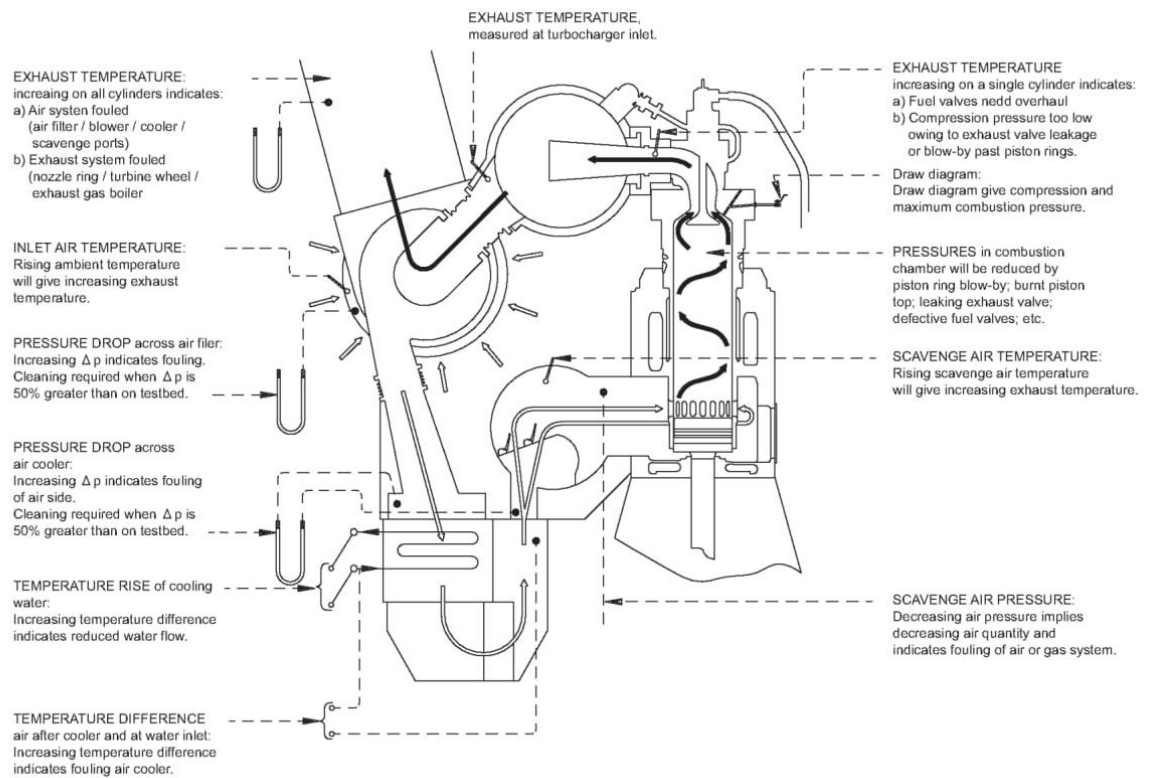 EXHAUST TEMPERATURE,
measured at turbocharger inlet.
EXHAUST TEMPERATURE:
increaing on all cylinders indicates:
a) Air systen fouled
(air filter / blower / cooler /
scavenge ports)
b) Exhaust system fouled
(nozzle ring / turbine wheel /
exhaust gas boiler
INLET AIR TEMPERATURE:
Rising ambient temperature
will give increasing exhaust
temperature.
PRESSURE DROP across air filer:
Increasing Δ p indicates fouling.
Cleaning required when Δ p is
50% greater than on testbed.
PRESSURE DROP across
air cooler:
Increasing Δ p indicates fouling
of air side.
Cleaning required when Δ p is
50% greater than on testbed.
TEMPERATURE RISE of cooling
water:
Increasing temperature difference
indicates reduced water flow.
TEMPERATURE DIFFERENCE
air after cooler and at water inlet:
Increasing temperature difference
indicates fouling air cooler.
EXHAUST TEMPERATURE
increasing on a single cylinder indicates:
a) Fuel valves nedd overhaul
b) Compression pressure too low
owing to exhaust valve leakage
or blow-by past piston rings.
Draw diagram:
Draw diagram give compression and
maximum combustion pressure.
PRESSURES in combustion
chamber will be reduced by
piston ring blow-by; burnt piston
top; leaking exhaust valve;
defective fuel valves; etc.
SCAVENGE AIR TEMPERATURE:
Rising scavenge air temperature
will give increasing exhaust temperature.
SCAVENGE AIR PRESSURE:
Decreasing air pressure implies
decreasing air quantity and
indicates fouling of air or gas system.